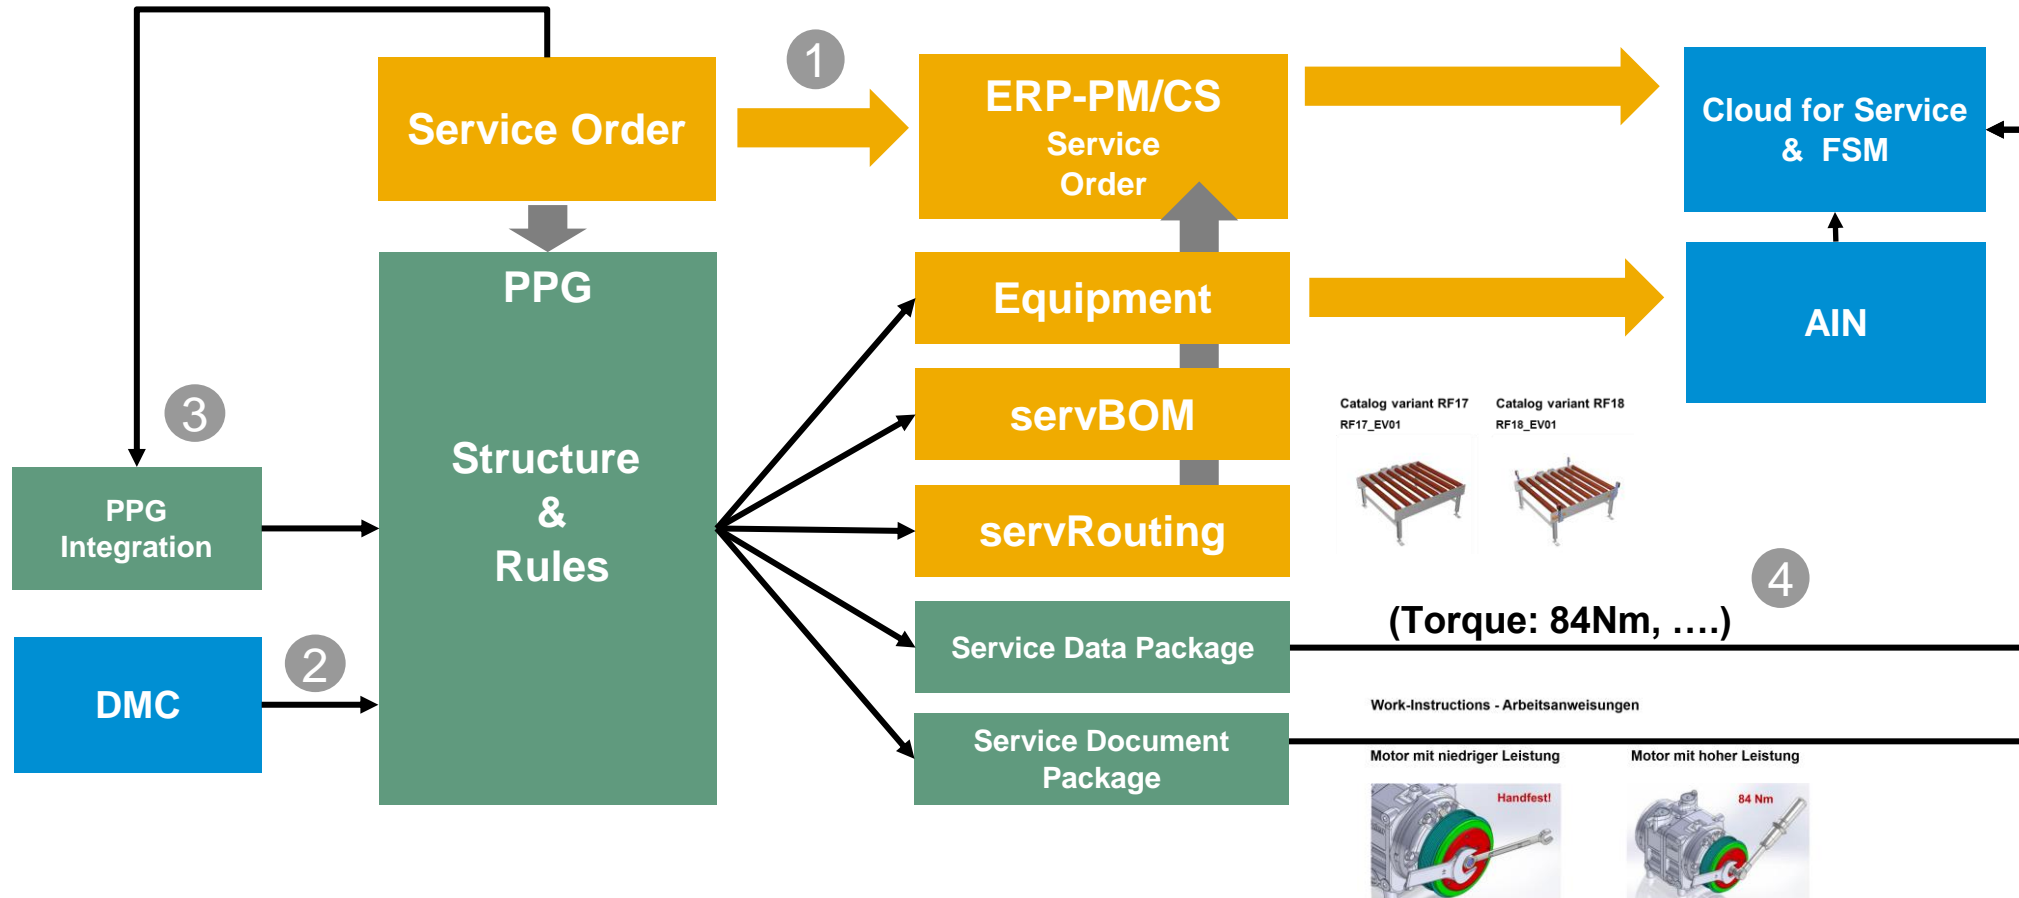 1
Service Order
ERP-PM/CS
Service
Order
Cloud for Service
& FSM
PPG
Structure
&
Rules
Equipment
AIN
servBOM
servRouting
3
PPG
Integration
DMC
2
Catalog variant RF17
RF17_EV01
Catalog variant RF18
RF18_EV01
4
(Torque: 84Nm, ....)
Service Data Package
Service Document
Package
Work-Instructions - Arbeitsanweisungen
Motor mit niedriger Leistung
Handfest!
Motor mit hoher Leistung
84 Nm